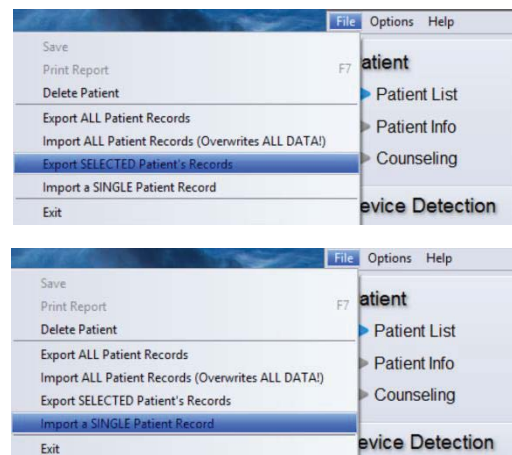 File Options Help
Save
Print Report F7
Delete Patient
Export ALL Patient Records
Import ALL Patient Records (Overwrites ALL DATA!)
Export SELECTED Patient's Records
Import a SINGLE Patient Record
Exit
atient
Patient List
Patient Info
Counseling
evice Detection
File Options Help
Save
Print Report F7
Delete Patient
Export ALL Patient Records
Import ALL Patient Records (Overwrites ALL DATA!)
Export SELECTED Patient's Records
Import a SINGLE Patient Record
Exit
atient
Patient List
Patient Info
Counseling
evice Detection